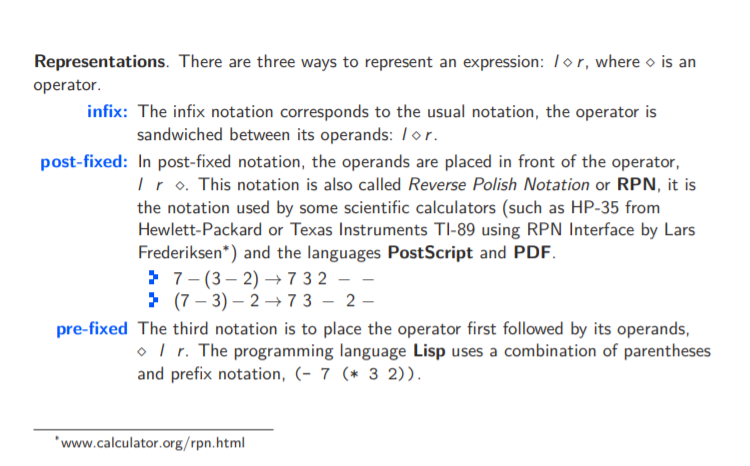 Representations. There are three ways to represent an expression: l ⋄ r, where ⋄ is an
operator.
infix: The infix notation corresponds to the usual notation, the operator is
sandwiched between its operands: l ⋄ r.
post-fixed: In post-fixed notation, the operands are placed in front of the operator,
l r ⋄. This notation is also called Reverse Polish Notation or RPN, it is
the notation used by some scientific calculators (such as HP-35 from
Hewlett-Packard or Texas Instruments TI-89 using RPN Interface by Lars
Frederiksen*) and the languages PostScript and PDF.
7 − (3 − 2) → 7 3 2 − −
(7 − 3) − 2 → 7 3 − 2 −
pre-fixed The third notation is to place the operator first followed by its operands,
⋄ l r. The programming language Lisp uses a combination of parentheses
and prefix notation, (- 7 (* 3 2)).
*www.calculator.org/rpn.html